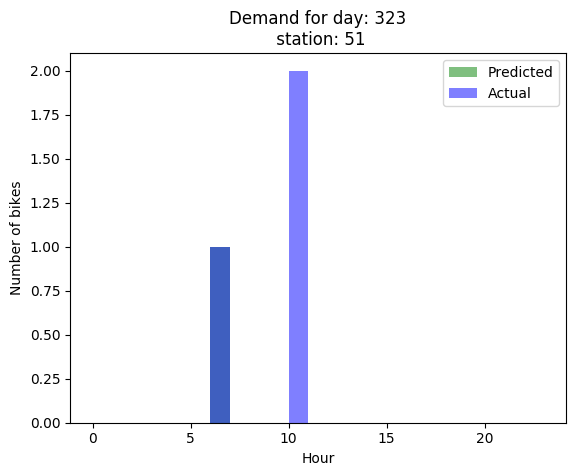 Demand for day: 323
station: 51
Predicted
Actual
2.00
1.75
1.50
1.25
1.00
0.75
0.50
0.25
0.00
Number of bikes
0 5 10 15 20
Hour